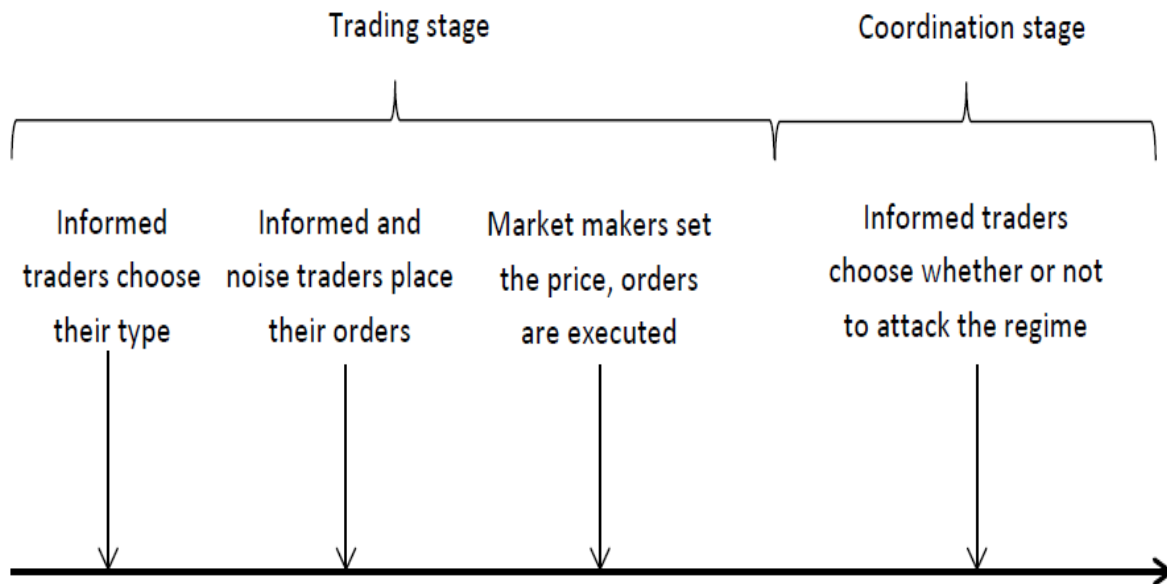 Trading stage
Coordination stage
Informed
traders choose
their type
Informed and
noise traders place
their orders
Market makers set
the price, orders
are executed
Informed traders
choose whether or not
to attack the regime